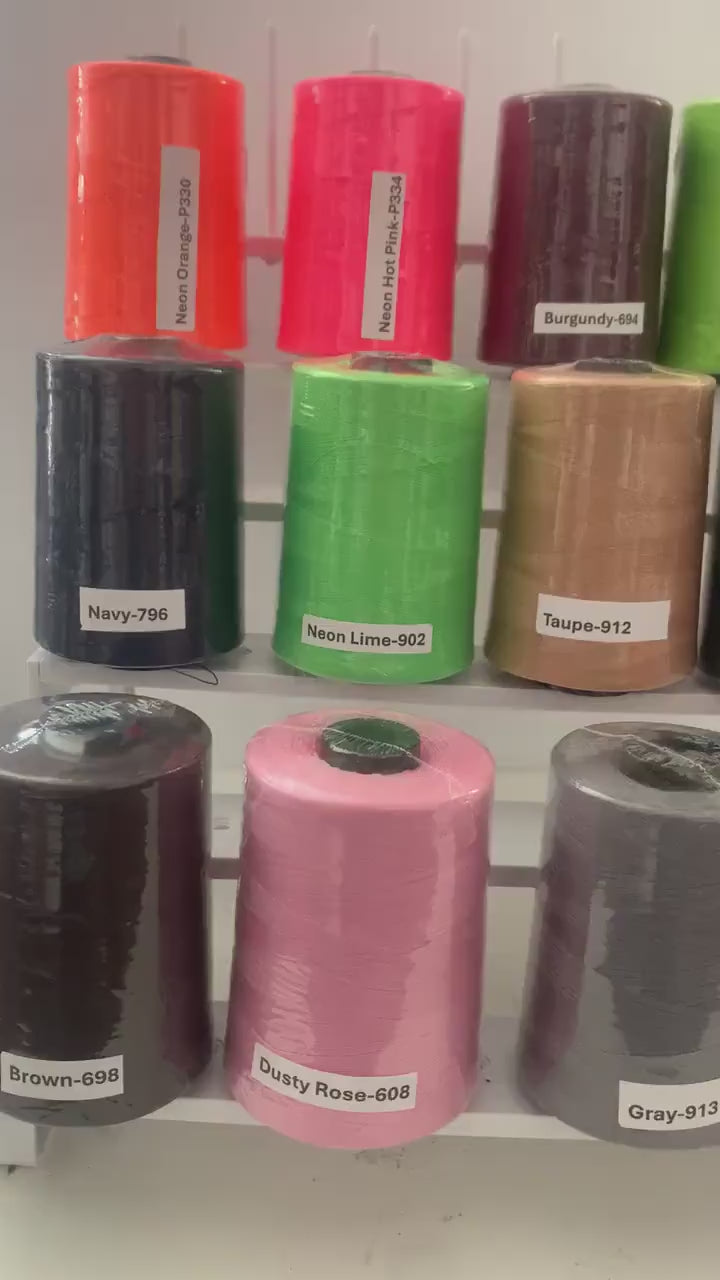 Neon Orange-P330
Neon Hot Pink-P334
Burgundy-694
Navy-796
Neon Lime-902
Taupe-912
Brown-698
Dusty Rose-608
Gray-913